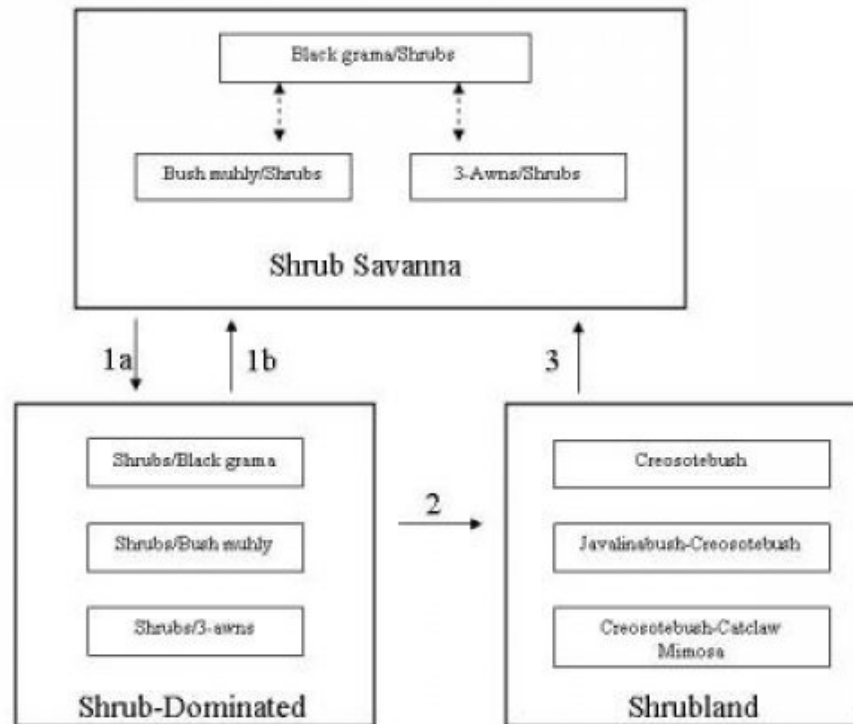 Black grama/Shrubs
Bush muhly/Shrubs
3-Awns/Shrubs
Shrub Savanna
1a
1b
3
Shrubs/Black grama
Shrubs/Bush muhly
Shrubs/3-awns
Shrub-Dominated
2
Creosotebush
Javalinabush-Creosotebush
Creosotebush-Catclaw
Mimosa
Shrubland